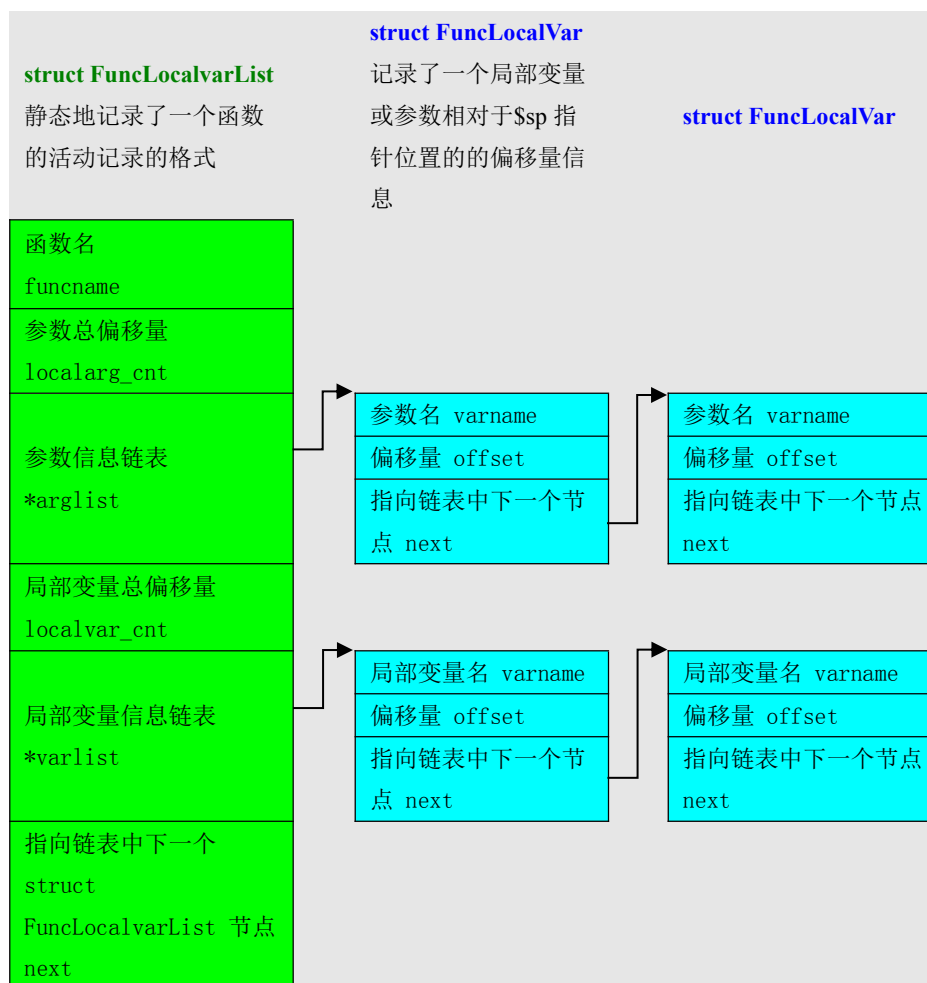 struct FuncLocalvarList
静态地记录了一个函数
的活动记录的格式
struct FuncLocalVar
记录了一个局部变量
或参数相对于$sp 指
针位置的的偏移量信
息
struct FuncLocalVar
函数名
funcname
参数总偏移量
localarg_cnt
参数信息链表
*arglist
局部变量总偏移量
localvar_cnt
局部变量信息链表
*varlist
指向链表中下一个
struct
FuncLocalvarList 节点
next
参数名 varname
偏移量 offset
指向链表中下一个节
点 next
参数名 varname
偏移量 offset
指向链表中下一个节点
next
局部变量名 varname
偏移量 offset
指向链表中下一个节
点 next
局部变量名 varname
偏移量 offset
指向链表中下一个节点
next